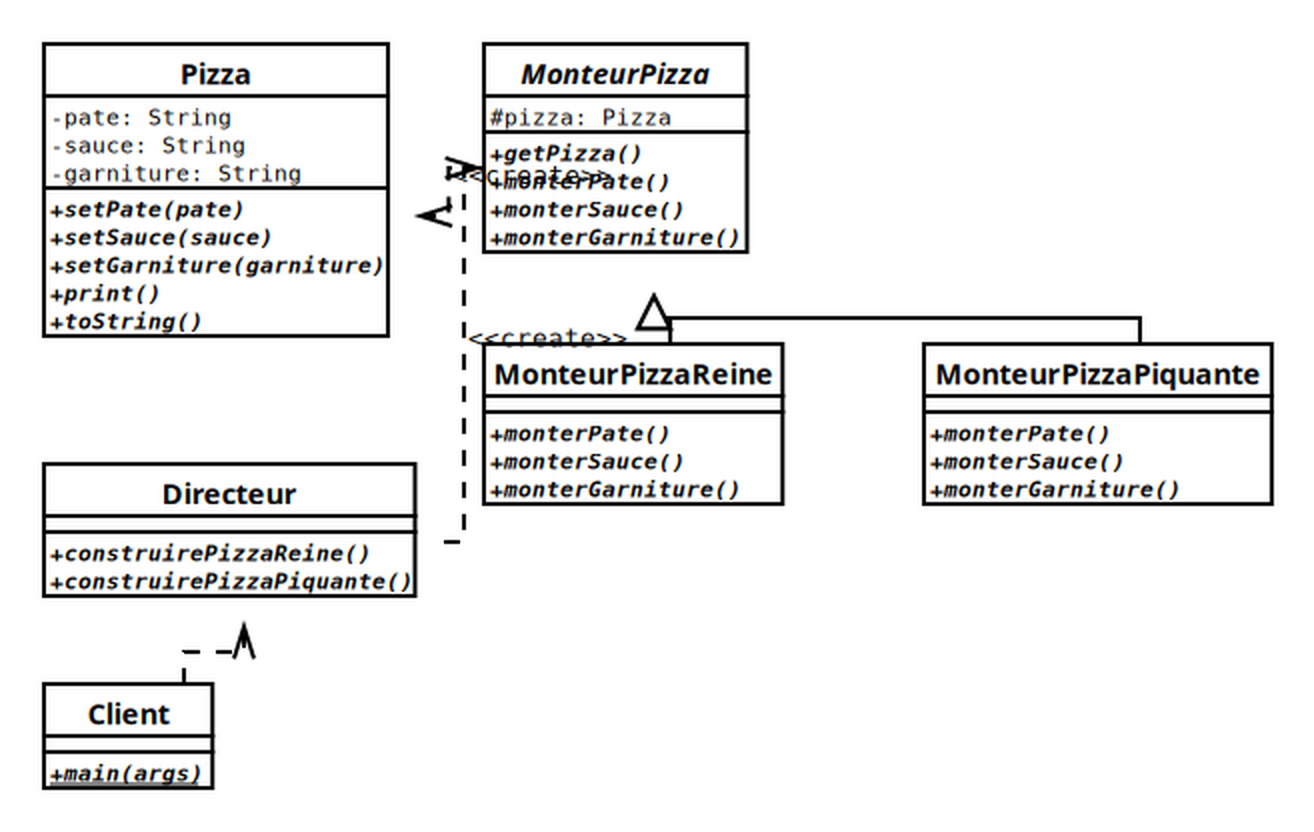 Pizza
-pate: String
-sauce: String
-garniture: String
+setPate(pate)
+setSauce(sauce)
+setGarniture(garniture)
+print()
+toString()
MonteurPizza
#pizza: Pizza
+getPizza()
<<create>>
+monterPate()
+monterSauce()
+monterGarniture()
<<create>>
MonteurPizzaReine
+monterPate()
+monterSauce()
+monterGarniture()
MonteurPizzaPiquante
+monterPate()
+monterSauce()
+monterGarniture()
Directeur
+construirePizzaReine()
+construirePizzaPiquante()
Client
+main(args)